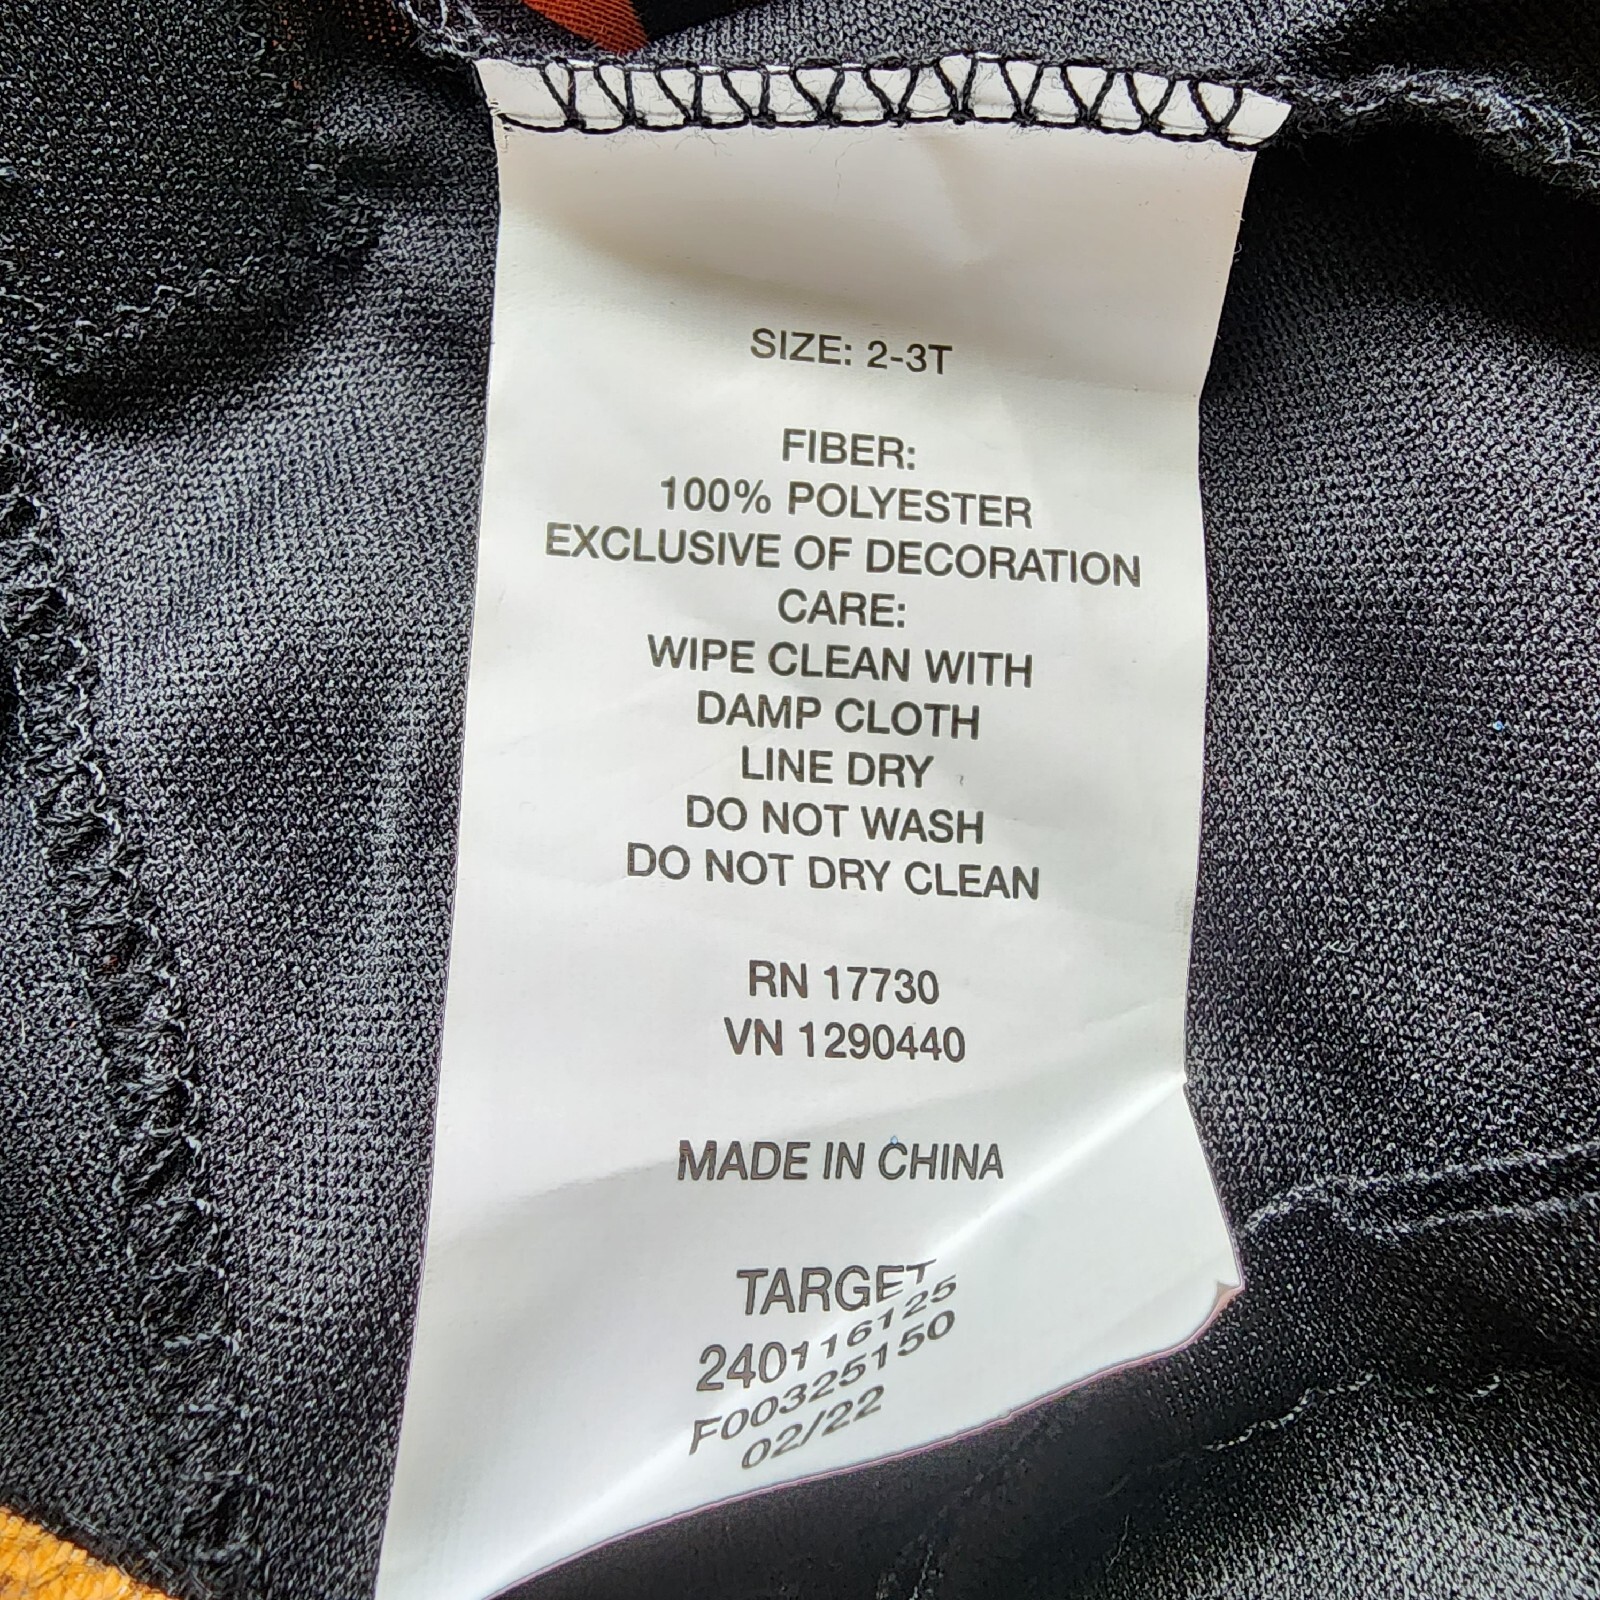 SIZE: 2-3T
FIBER:
100% POLYESTER
EXCLUSIVE OF DECORATION
CARE:
WIPE CLEAN WITH
DAMP CLOTH
LINE DRY
DO NOT WASH
DO NOT DRY CLEAN
RN 17730
VN 1290440
MADE IN CHINA
TARGET
240116125
F00325150
02/22